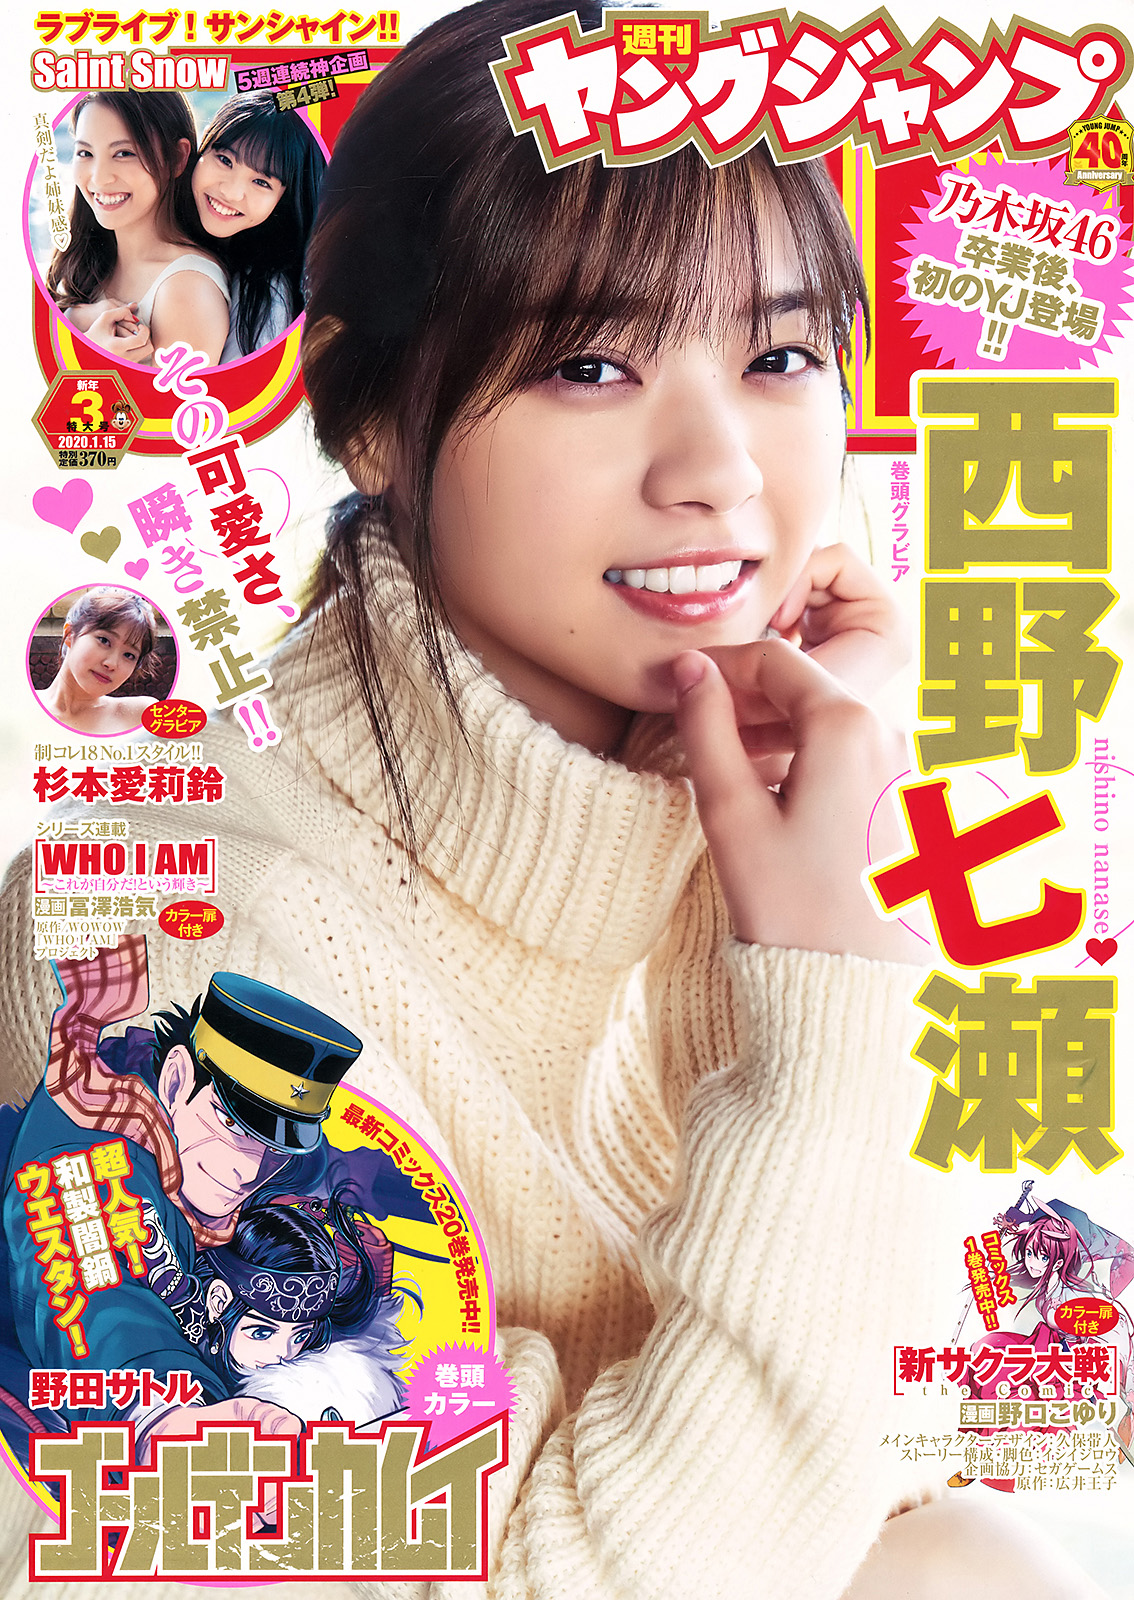 ラブライブ！サンシャイン!!
Saint Snow
5週連続神企画
第4弾!
真剣だよ姉妹感♡
週刊
ヤングジャンプ
YOUNG JUMP
40周年
Anniversary
乃木坂46
卒業後、
初のYJ登場
!!
新年
3
特大号
2020.1.15
特別
定価370円
その可愛さ、
瞬き禁止!!
巻頭グラビア
西野七瀬
nishino nanase
センター
グラビア
制コレ18 No.1スタイル!!
杉本愛莉鈴
シリーズ連載
WHO I AM
～これが自分だ!という輝き～
漫画 冨澤浩気
原作：WOWOW
「WHO I AM」
プロジェクト
カラー扉
付き
最新コミックス20巻発売中!!
超人気！
和製闇鍋
ウエスタン！
野田サトル
巻頭
カラー
ゴールデンカムイ
コミックス
1巻発売中!!
カラー扉
付き
新サクラ大戦
the Comic
漫画 野口こゆり
メインキャラクターデザイン：久保帯人
ストーリー構成・脚色：イシイジロウ
企画協力：セガゲームス
原作：広井王子